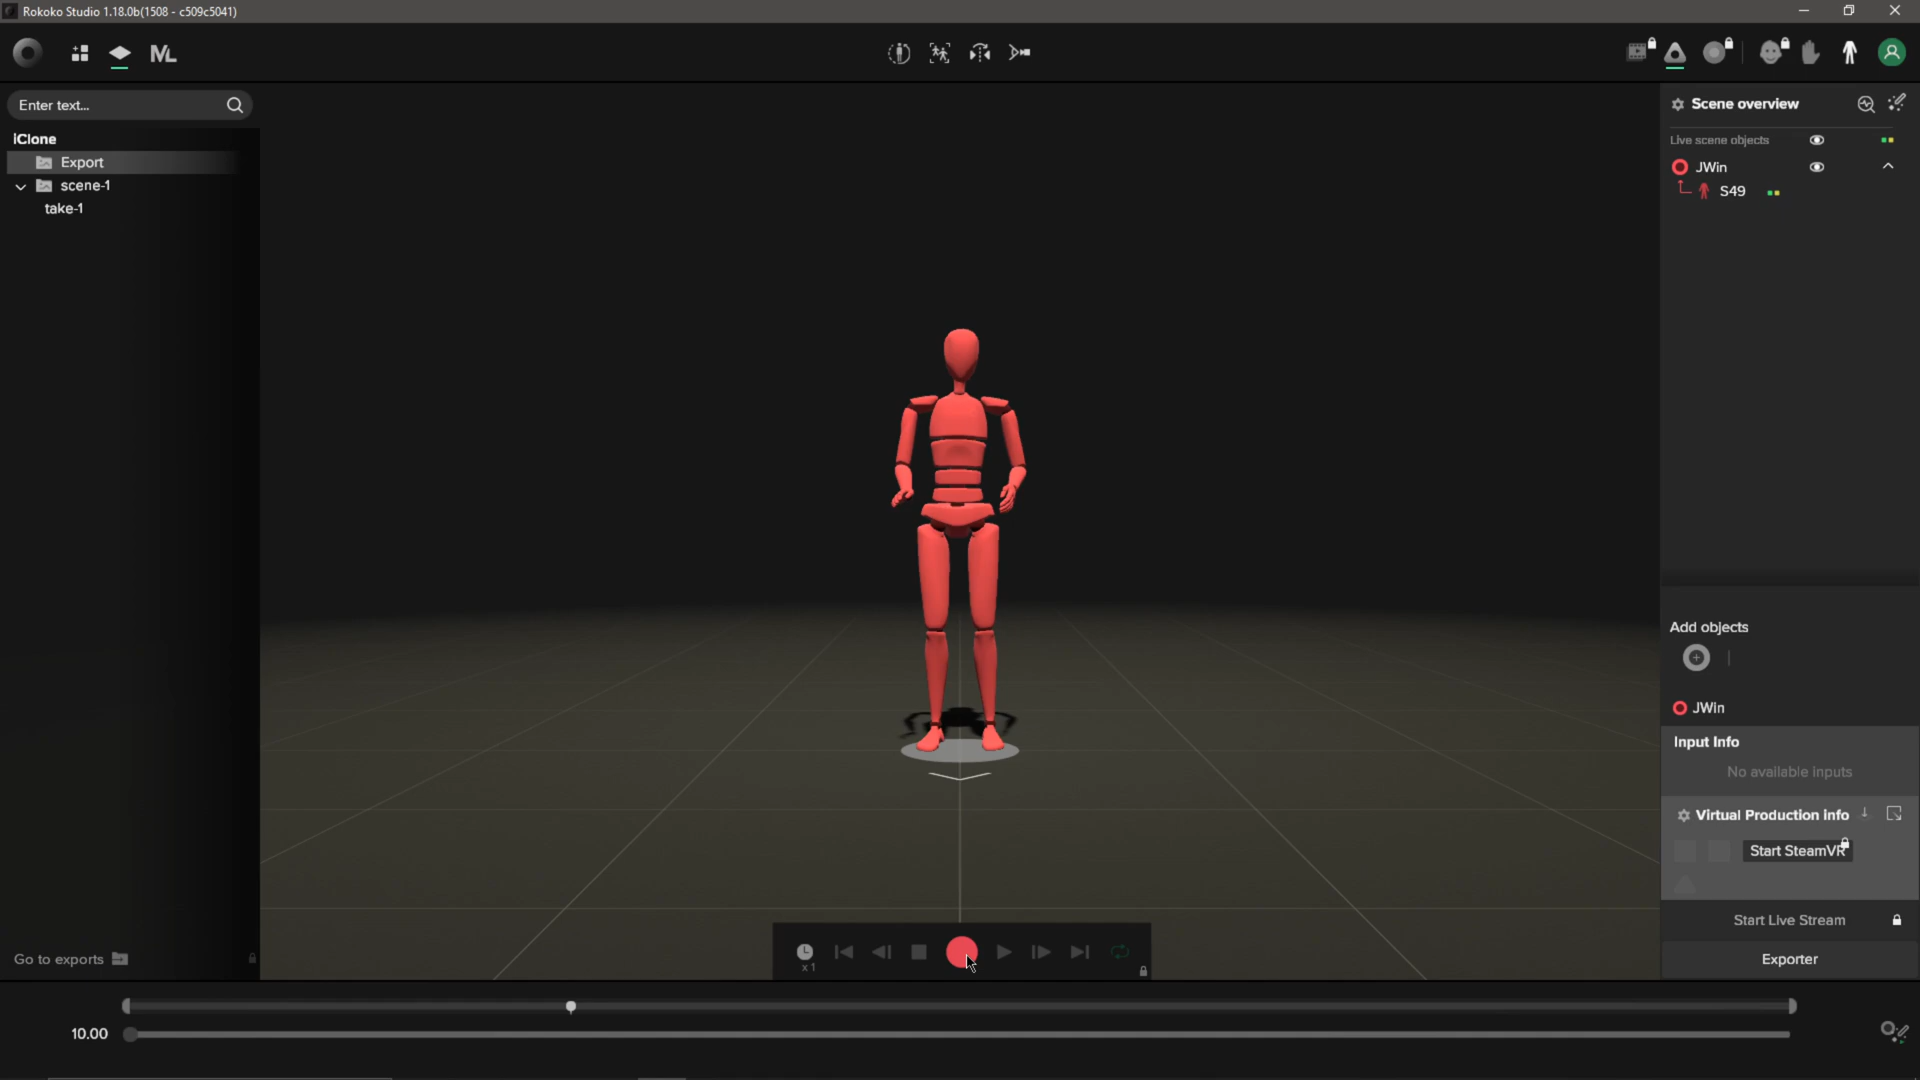 Rokoko Studio 1.18.0b(1508 - c509c5041)
ML
Enter text...
iClone
Export
scene-1
take-1
Go to exports
Scene overview
Live scene objects
JWin
S49
Add objects
JWin
Input Info
No available inputs
Virtual Production info
Start SteamVR
Start Live Stream
Exporter
x1
10.00